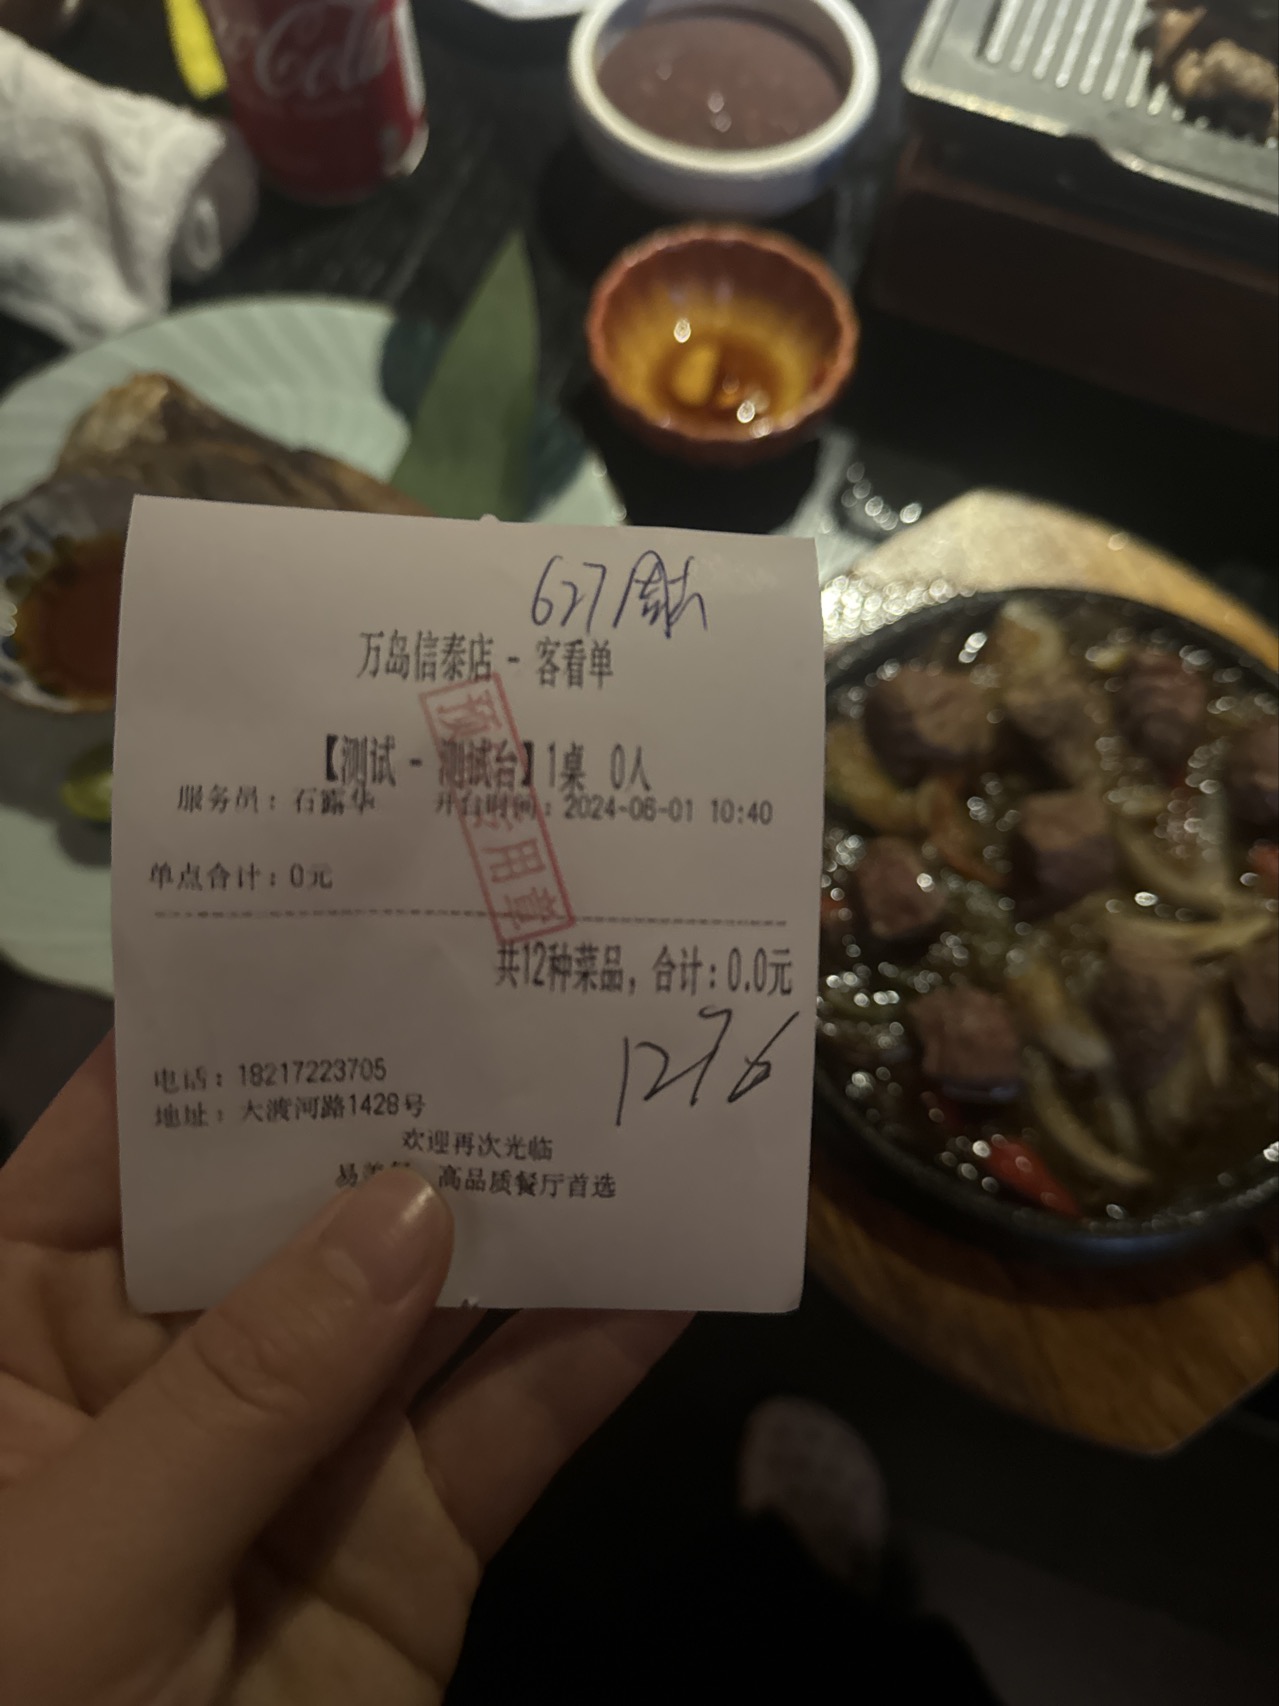 Coca Cola
627
万岛信泰店 - 客看单
【测试 - 测试台】1桌 0人
服务员：石露华 开台时间：2024-06-01 10:40
单点合计：0元
共12种菜品，合计：0.0元
电话：18217223705
地址：大渡河路1428号
欢迎再次光临
高品质餐厅首选
用章